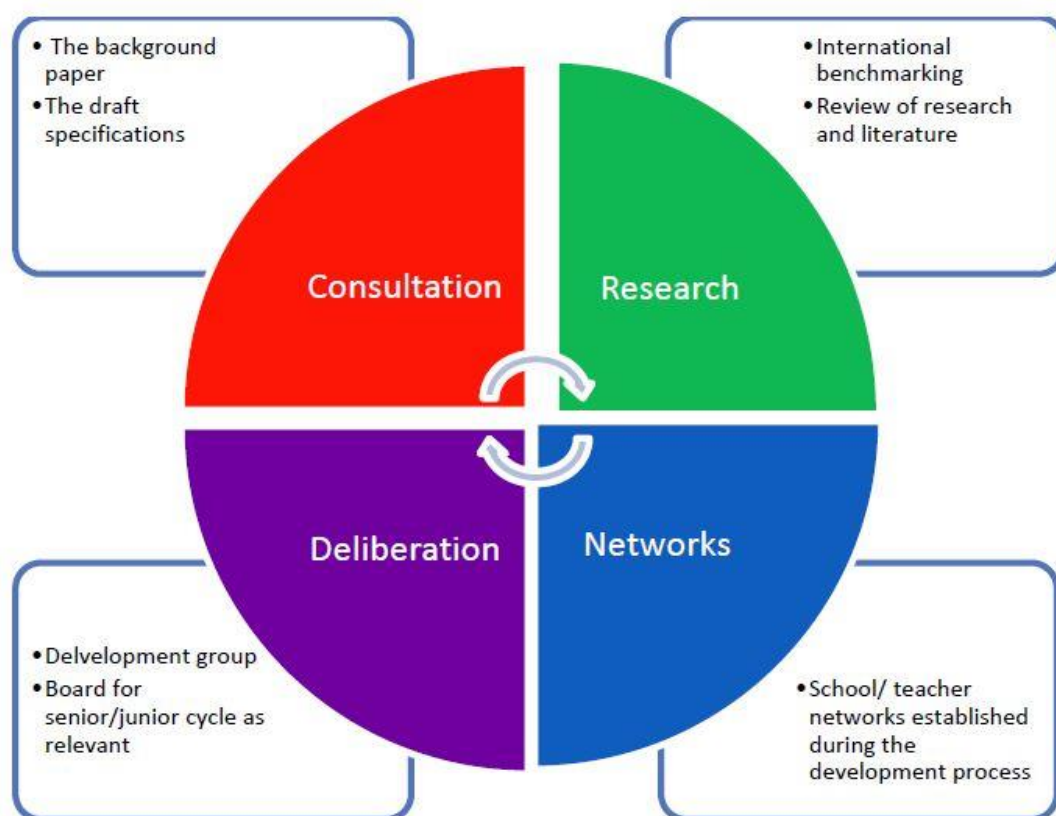 • The background
paper
• The draft
specifications
• International
benchmarking
• Review of research
and literature
Consultation
Research
Deliberation
Networks
• Delvelopment group
• Board for
senior/junior cycle as
relevant
• School/ teacher
networks established
during the
development process